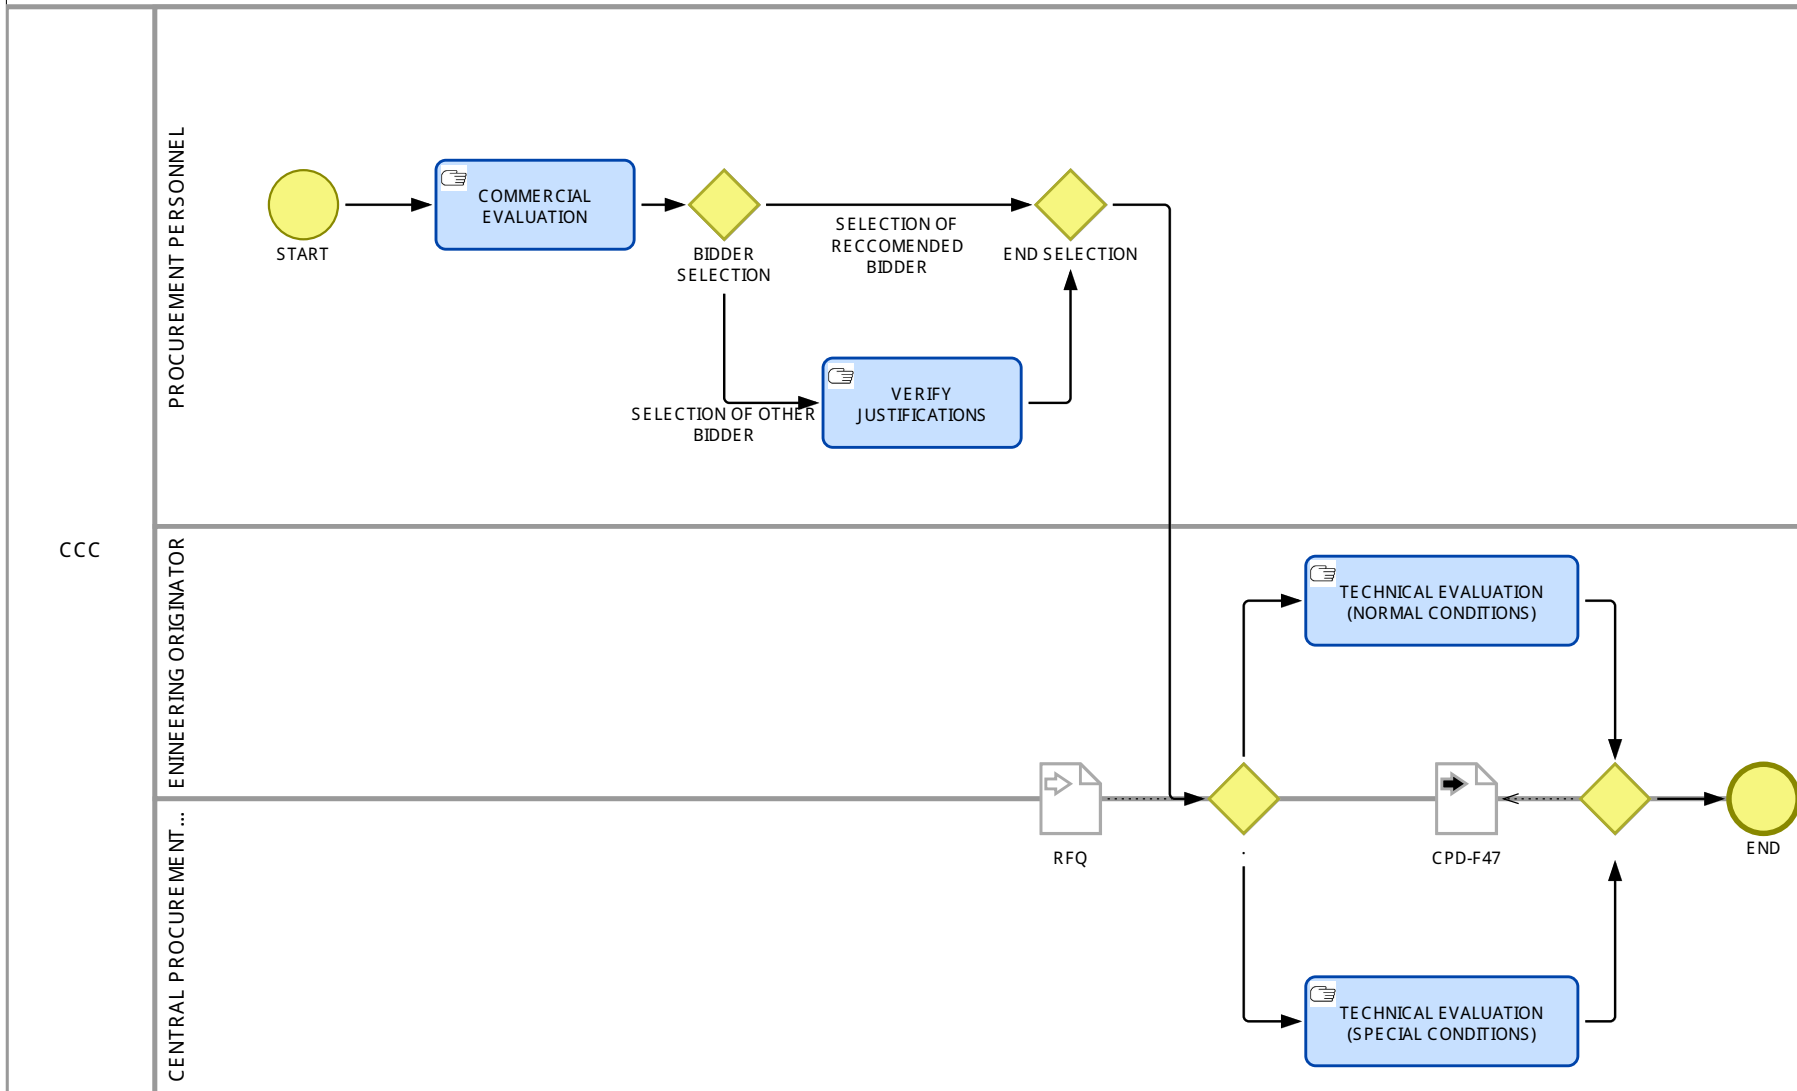 CCC
PROCUREMENT PERSONNEL
START
COMMERCIAL
EVALUATION
BIDDER
SELECTION
SELECTION OF
RECCOMENDED
BIDDER
END SELECTION
SELECTION OF OTHER
BIDDER
VERIFY
JUSTIFICATIONS
ENINEERING ORIGINATOR
TECHNICAL EVALUATION
(NORMAL CONDITIONS)
RFQ
.
CPD-F47
END
CENTRAL PROCUREMENT...
TECHNICAL EVALUATION
(SPECIAL CONDITIONS)